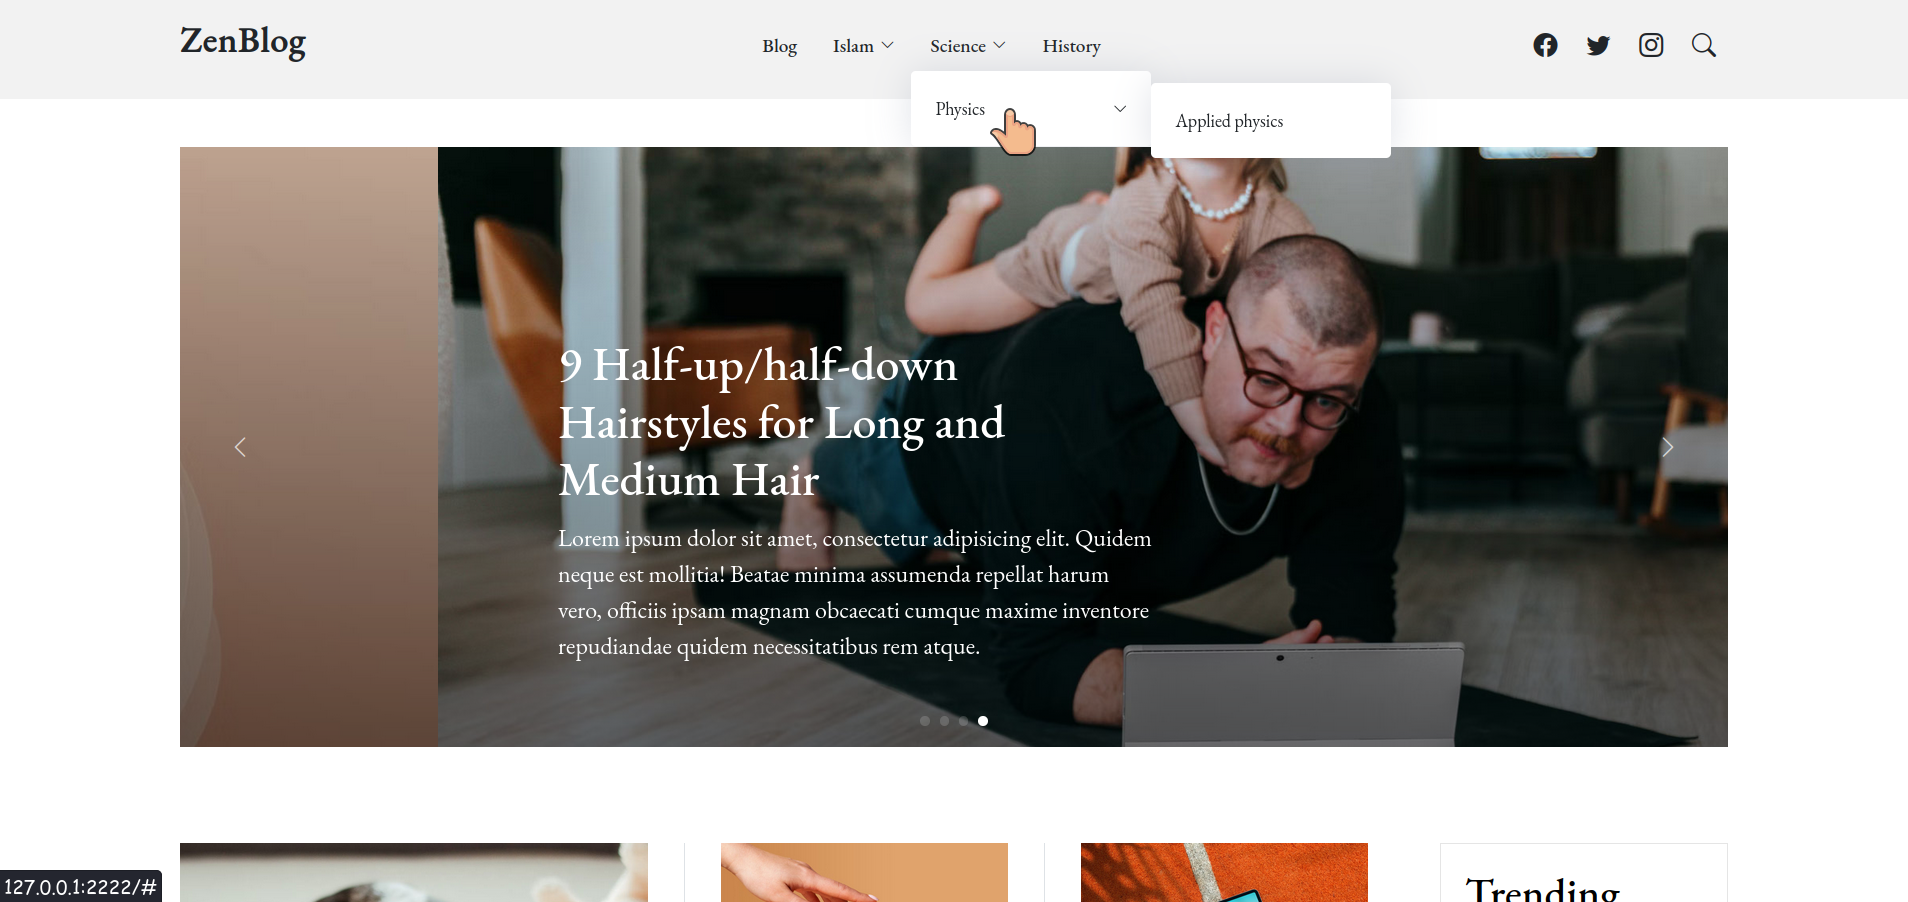 ZenBlog
Blog Islam Science History
Physics
Applied physics
9 Half-up/half-down
Hairstyles for Long and
Medium Hair
Lorem ipsum dolor sit amet, consectetur adipisicing elit. Quidem
neque est mollitia! Beatae minima assumenda repellat harum
vero, officiis ipsam magnam obcaecati cumque maxime inventore
repudiandae quidem necessitatibus rem atque.
Trending
127.0.0.1:2222/#